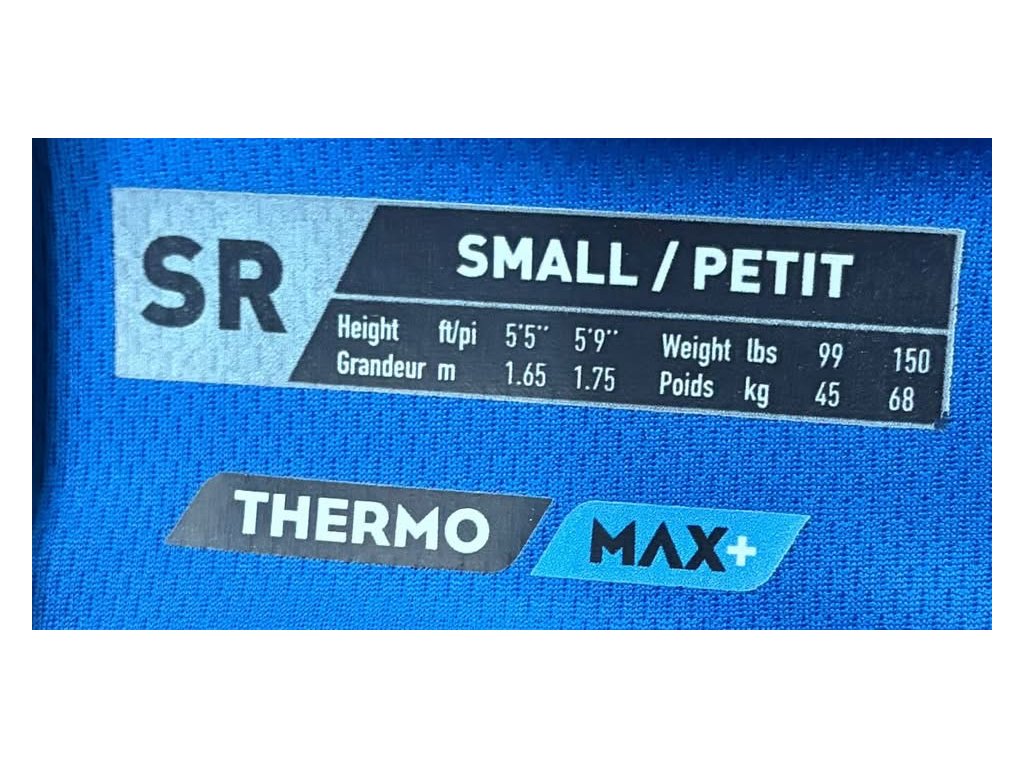 SR
SMALL / PETIT
Height ft/pi 5'5'' 5'9'' Weight lbs 99 150
Grandeur m 1.65 1.75 Poids kg 45 68
THERMO MAX+